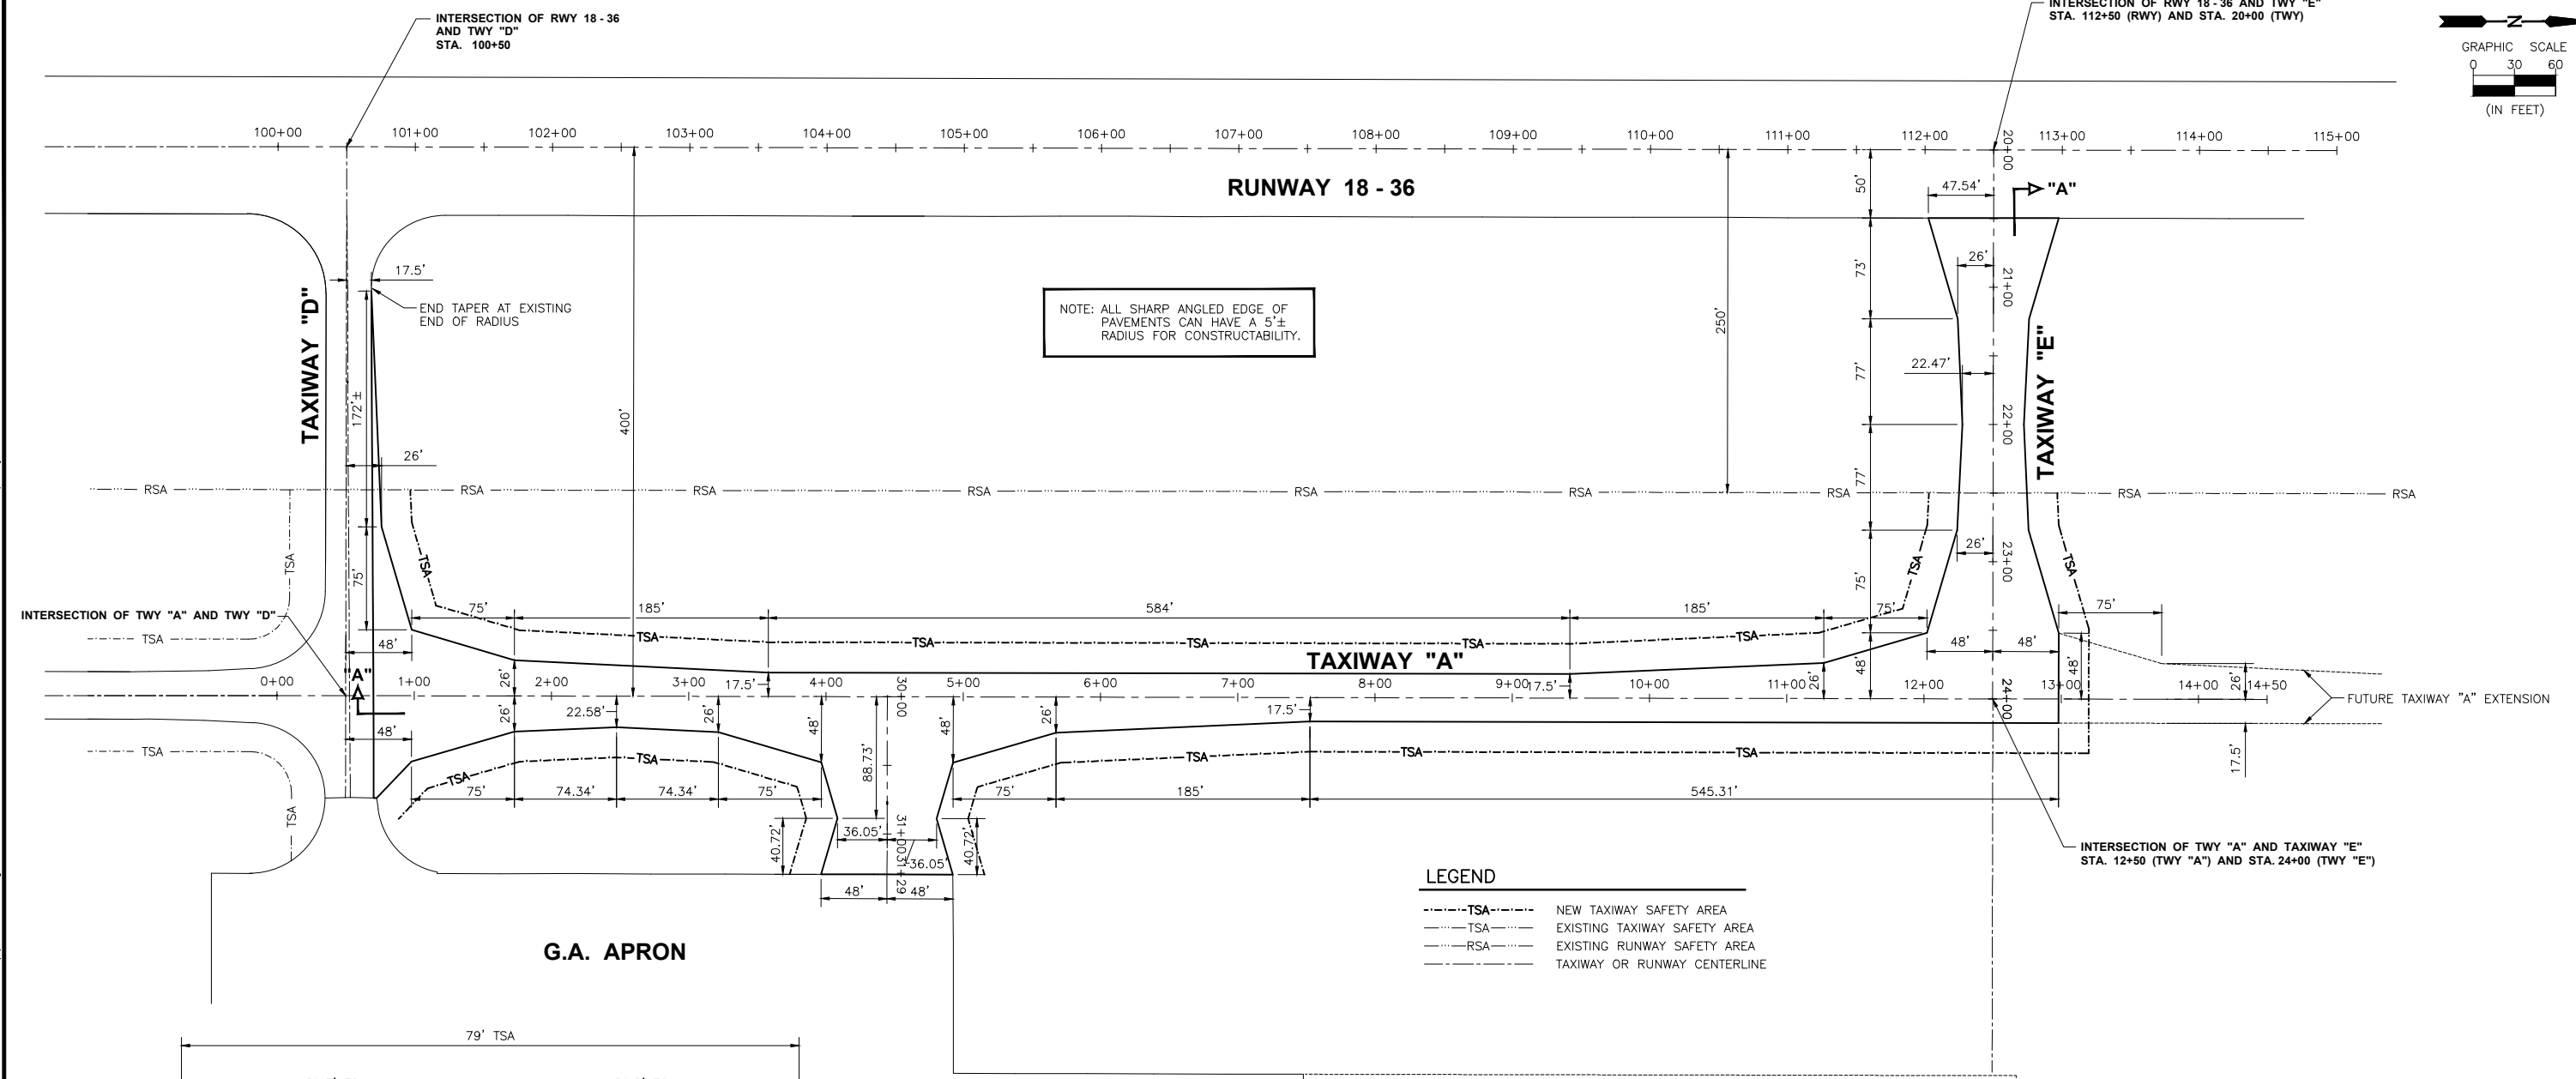 INTERSECTION OF RWY 18 - 36
AND TWY "D"
STA. 100+50
INTERSECTION OF RWY 18 - 36 AND TWY "E"
STA. 112+50 (RWY) AND STA. 20+00 (TWY)
N
GRAPHIC SCALE
0 30 60
(IN FEET)
100+00 101+00 102+00 103+00 104+00 105+00 106+00 107+00 108+00 109+00 110+00 111+00 112+00 113+00 114+00 115+00
20+00
RUNWAY 18 - 36
50'
47.54'
"A"
17.5'
END TAPER AT EXISTING
END OF RADIUS
TAXIWAY "D"
172'±
26'
75'
400'
NOTE: ALL SHARP ANGLED EDGE OF
PAVEMENTS CAN HAVE A 5'±
RADIUS FOR CONSTRUCTABILITY.
250'
73'
77'
77'
75'
48'
26'
21+00
22.47'
22+00
TAXIWAY "E"
26'
23+00
RSA RSA RSA RSA RSA RSA RSA RSA RSA
TSA
TSA
TSA
TSA
INTERSECTION OF TWY "A" AND TWY "D"
TSA
75' 185' 584' 185' 75' 75'
TSA TSA TSA TSA TSA
48'
48' 48'
TAXIWAY "A"
"A"
0+00 1+00 2+00 3+00 4+00 5+00 6+00 7+00 8+00 9+00 10+00 11+00 12+00 13+00 14+00 14+50
30+00
24+00
26'
17.5'
17.5'
26'
48'
26'
FUTURE TAXIWAY "A" EXTENSION
26'
22.58'
26'
48'
88.73'
48'
26'
17.5'
17.5'
48'
TSA
TSA
TSA
TSA
TSA
TSA
TSA
75' 74.34' 74.34' 75' 75' 185' 545.31'
40.72'
36.05'
36.05'
40.72'
31+00
31+29
48' 48'
TSA
INTERSECTION OF TWY "A" AND TAXIWAY "E"
STA. 12+50 (TWY "A") AND STA. 24+00 (TWY "E")
LEGEND
TSA NEW TAXIWAY SAFETY AREA
TSA EXISTING TAXIWAY SAFETY AREA
RSA EXISTING RUNWAY SAFETY AREA
TAXIWAY OR RUNWAY CENTERLINE
G.A. APRON
79' TSA